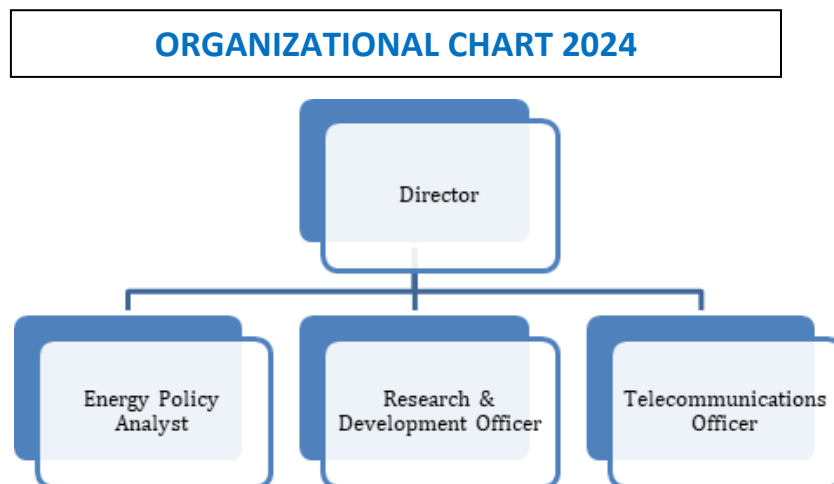 ORGANIZATIONAL CHART 2024
Director
Energy Policy
Analyst
Research &
Development Officer
Telecommunications
Officer